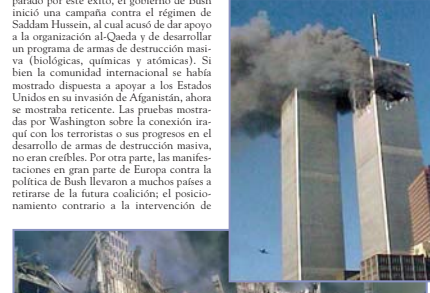 parado por este éxito, el gobierno de Bush
inició una campaña contra el régimen de
Saddam Hussein, al cual acusó de dar apoyo
a la organización al-Qaeda y de desarrollar
un programa de armas de destrucción masi-
va (biológicas, químicas y atómicas). Si
bien la comunidad internacional se había
mostrado dispuesta a apoyar a los Estados
Unidos en su invasión de Afganistán, ahora
se mostraba reticente. Las pruebas mostra-
das por Washington sobre la conexión ira-
quí con los terroristas o sus progresos en el
desarrollo de armas de destrucción masiva,
no eran creíbles. Por otra parte, las manifes-
taciones en gran parte de Europa contra la
política de Bush llevaron a muchos países a
retirarse de la futura coalición; el posicio-
namiento contrario a la intervención de